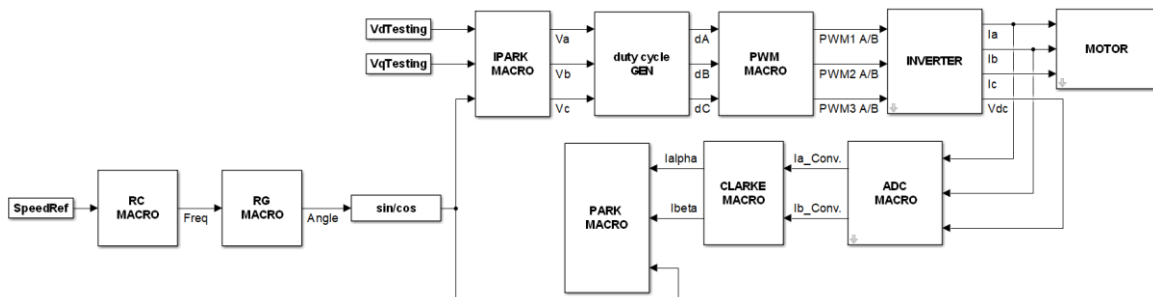 VdTesting
VqTesting
IPARK
MACRO
Va
Vb
Vc
duty cycle
GEN
dA
dB
dC
PWM
MACRO
PWM1 A/B
PWM2 A/B
PWM3 A/B
INVERTER
Ia
Ib
Ic
Vdc
MOTOR
SpeedRef
RC
MACRO
Freq
RG
MACRO
Angle
sin/cos
PARK
MACRO
Ialpha
Ibeta
CLARKE
MACRO
Ia_Conv.
Ib_Conv.
ADC
MACRO